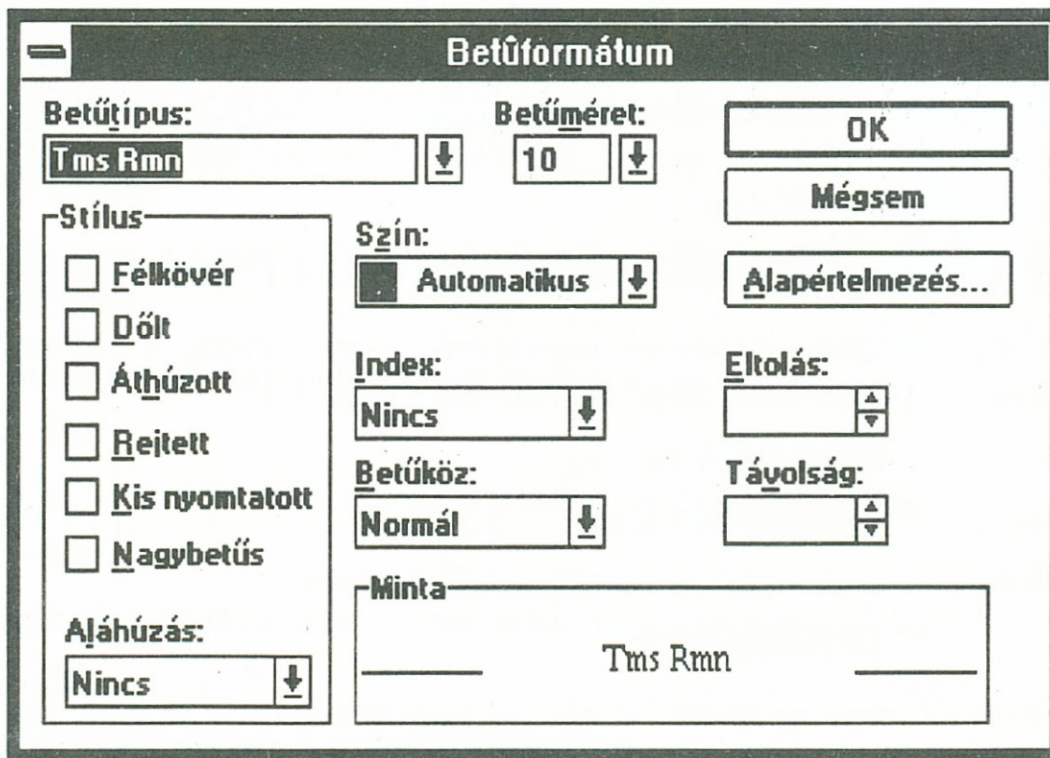 Betûformátum
Betűtípus:
Tms Rmn
Betűméret:
10
OK
Mégsem
Alapértelmezés...
Stílus
Félkövér
Dőlt
Áthúzott
Rejtett
Kis nyomtatott
Nagybetűs
Aláhúzás:
Nincs
Szín:
Automatikus
Index:
Nincs
Eltolás:
Betűköz:
Normál
Távolság:
Minta
Tms Rmn